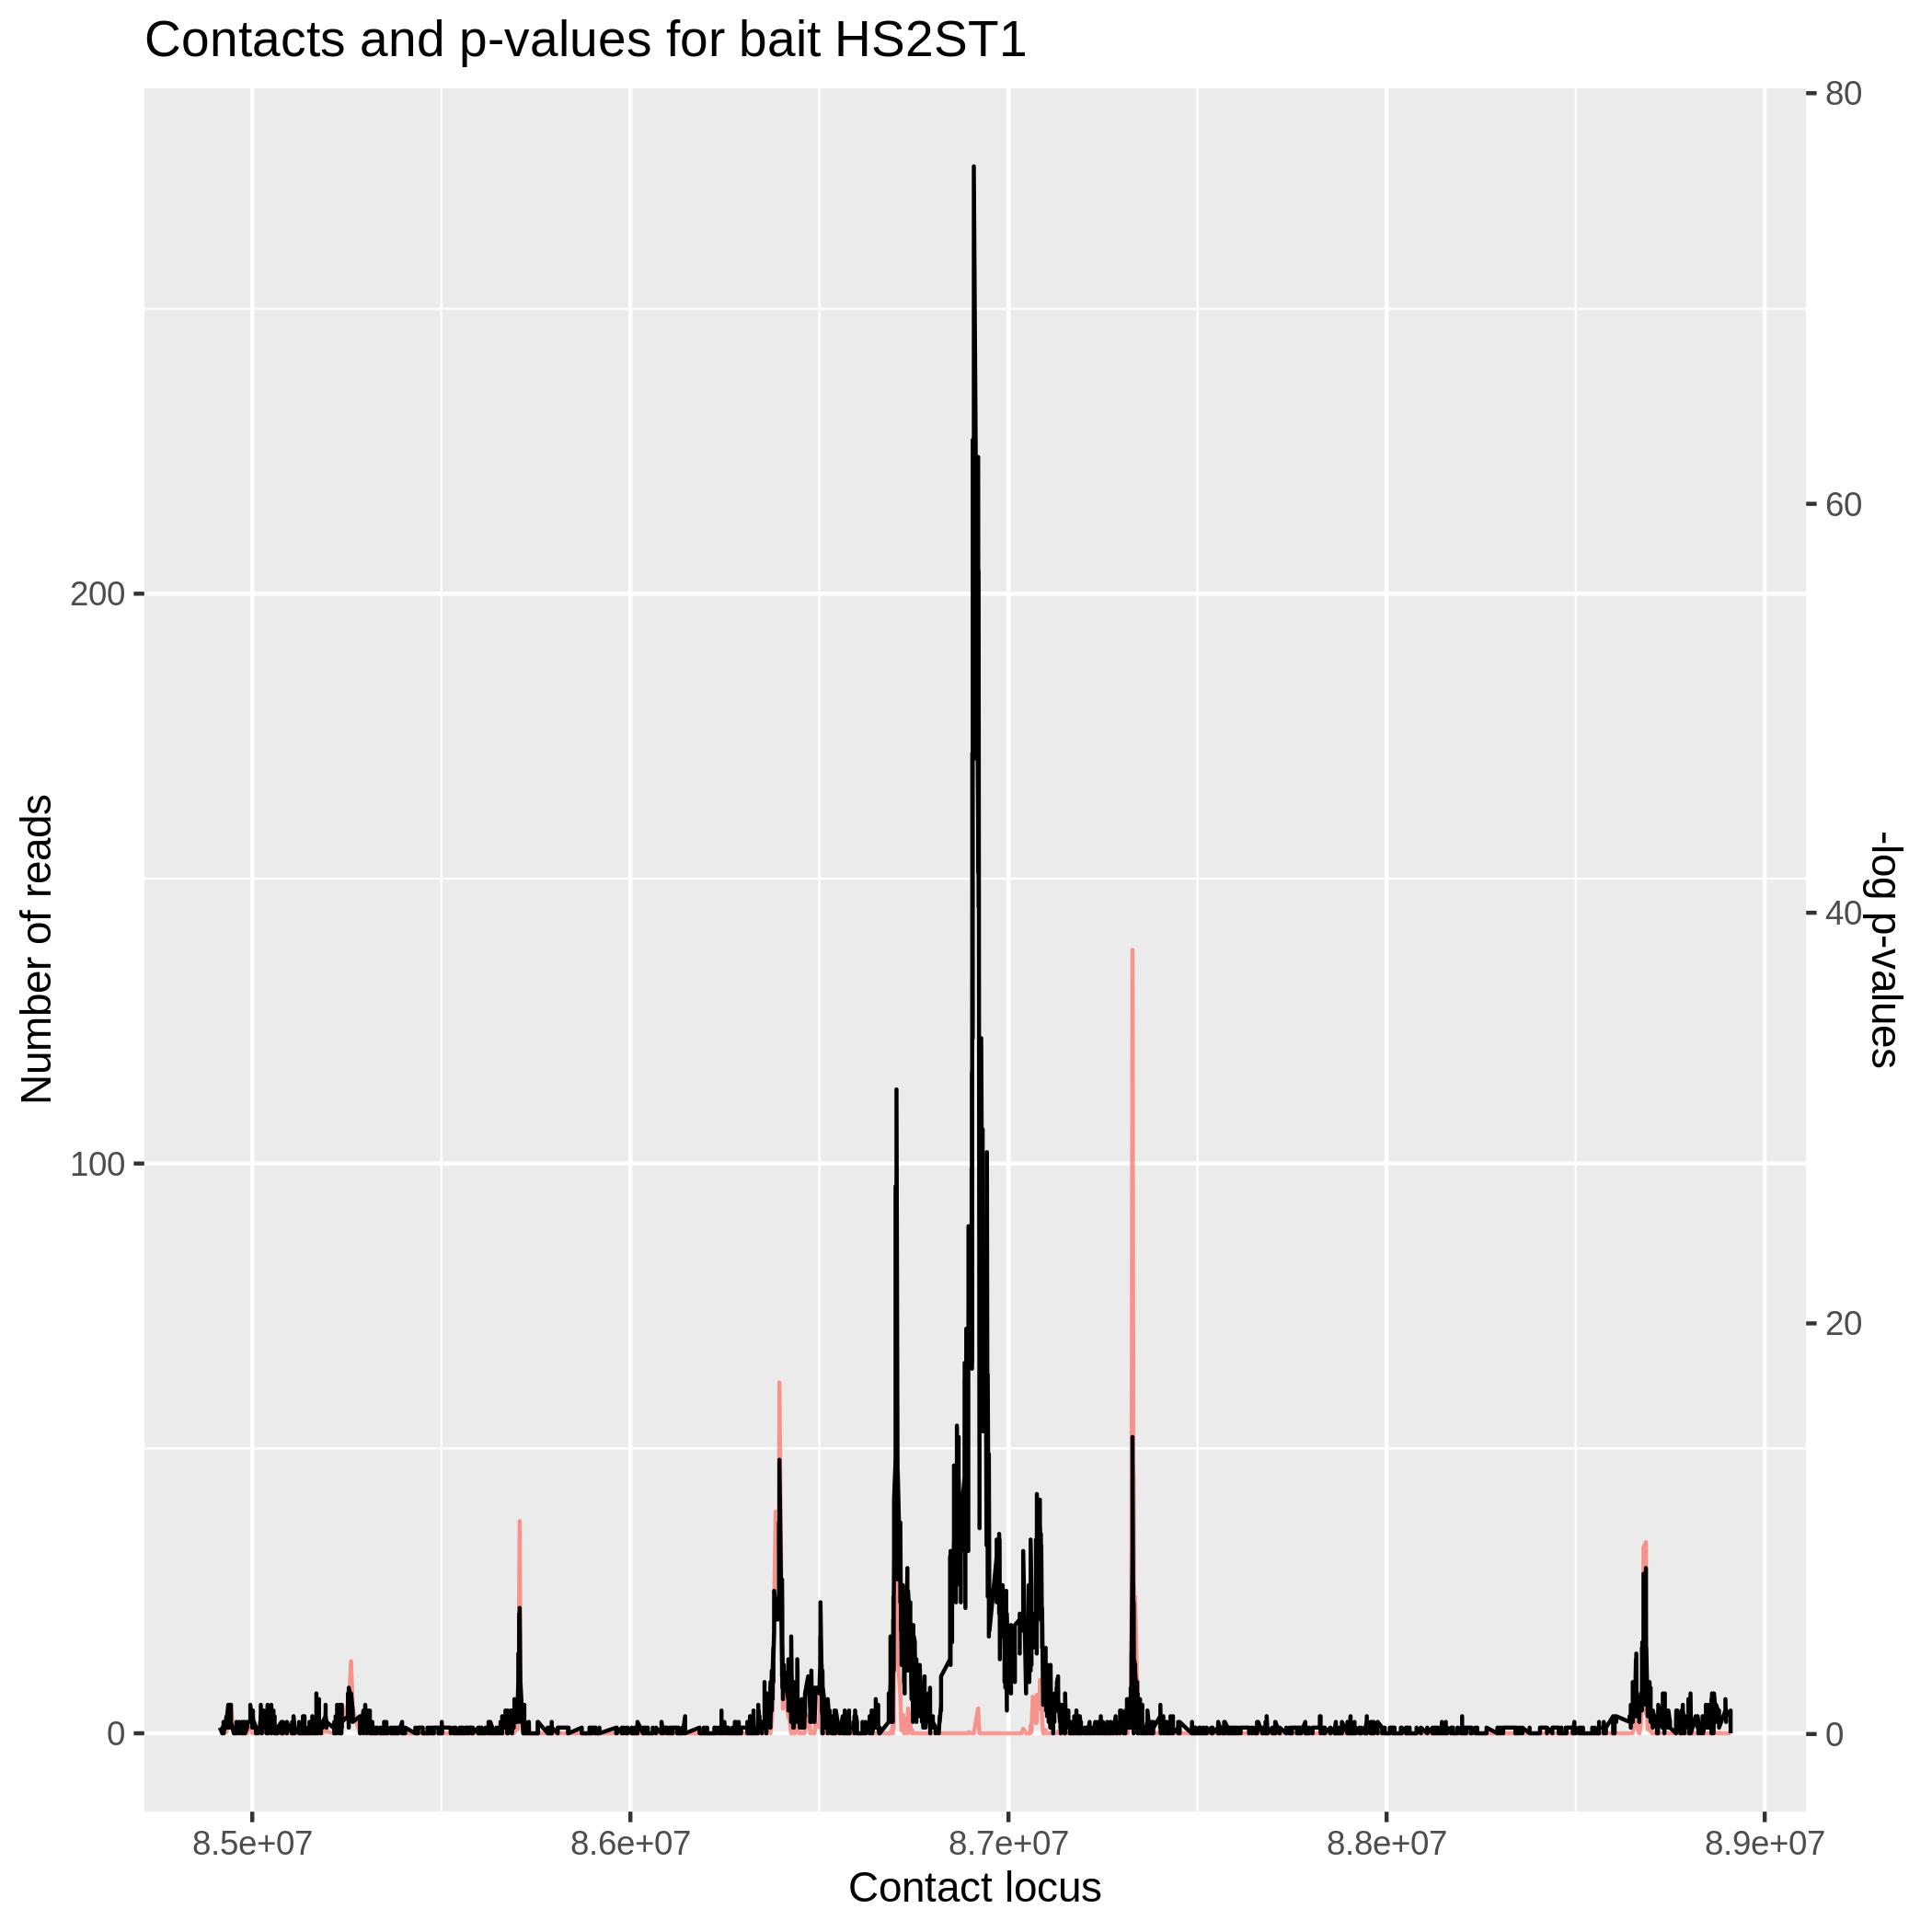 Contacts and p-values for bait HS2ST1
Number of reads
200
100
0
80
60
40
20
0
-log p-values
8.5e+07
8.6e+07
8.7e+07
8.8e+07
8.9e+07
Contact locus